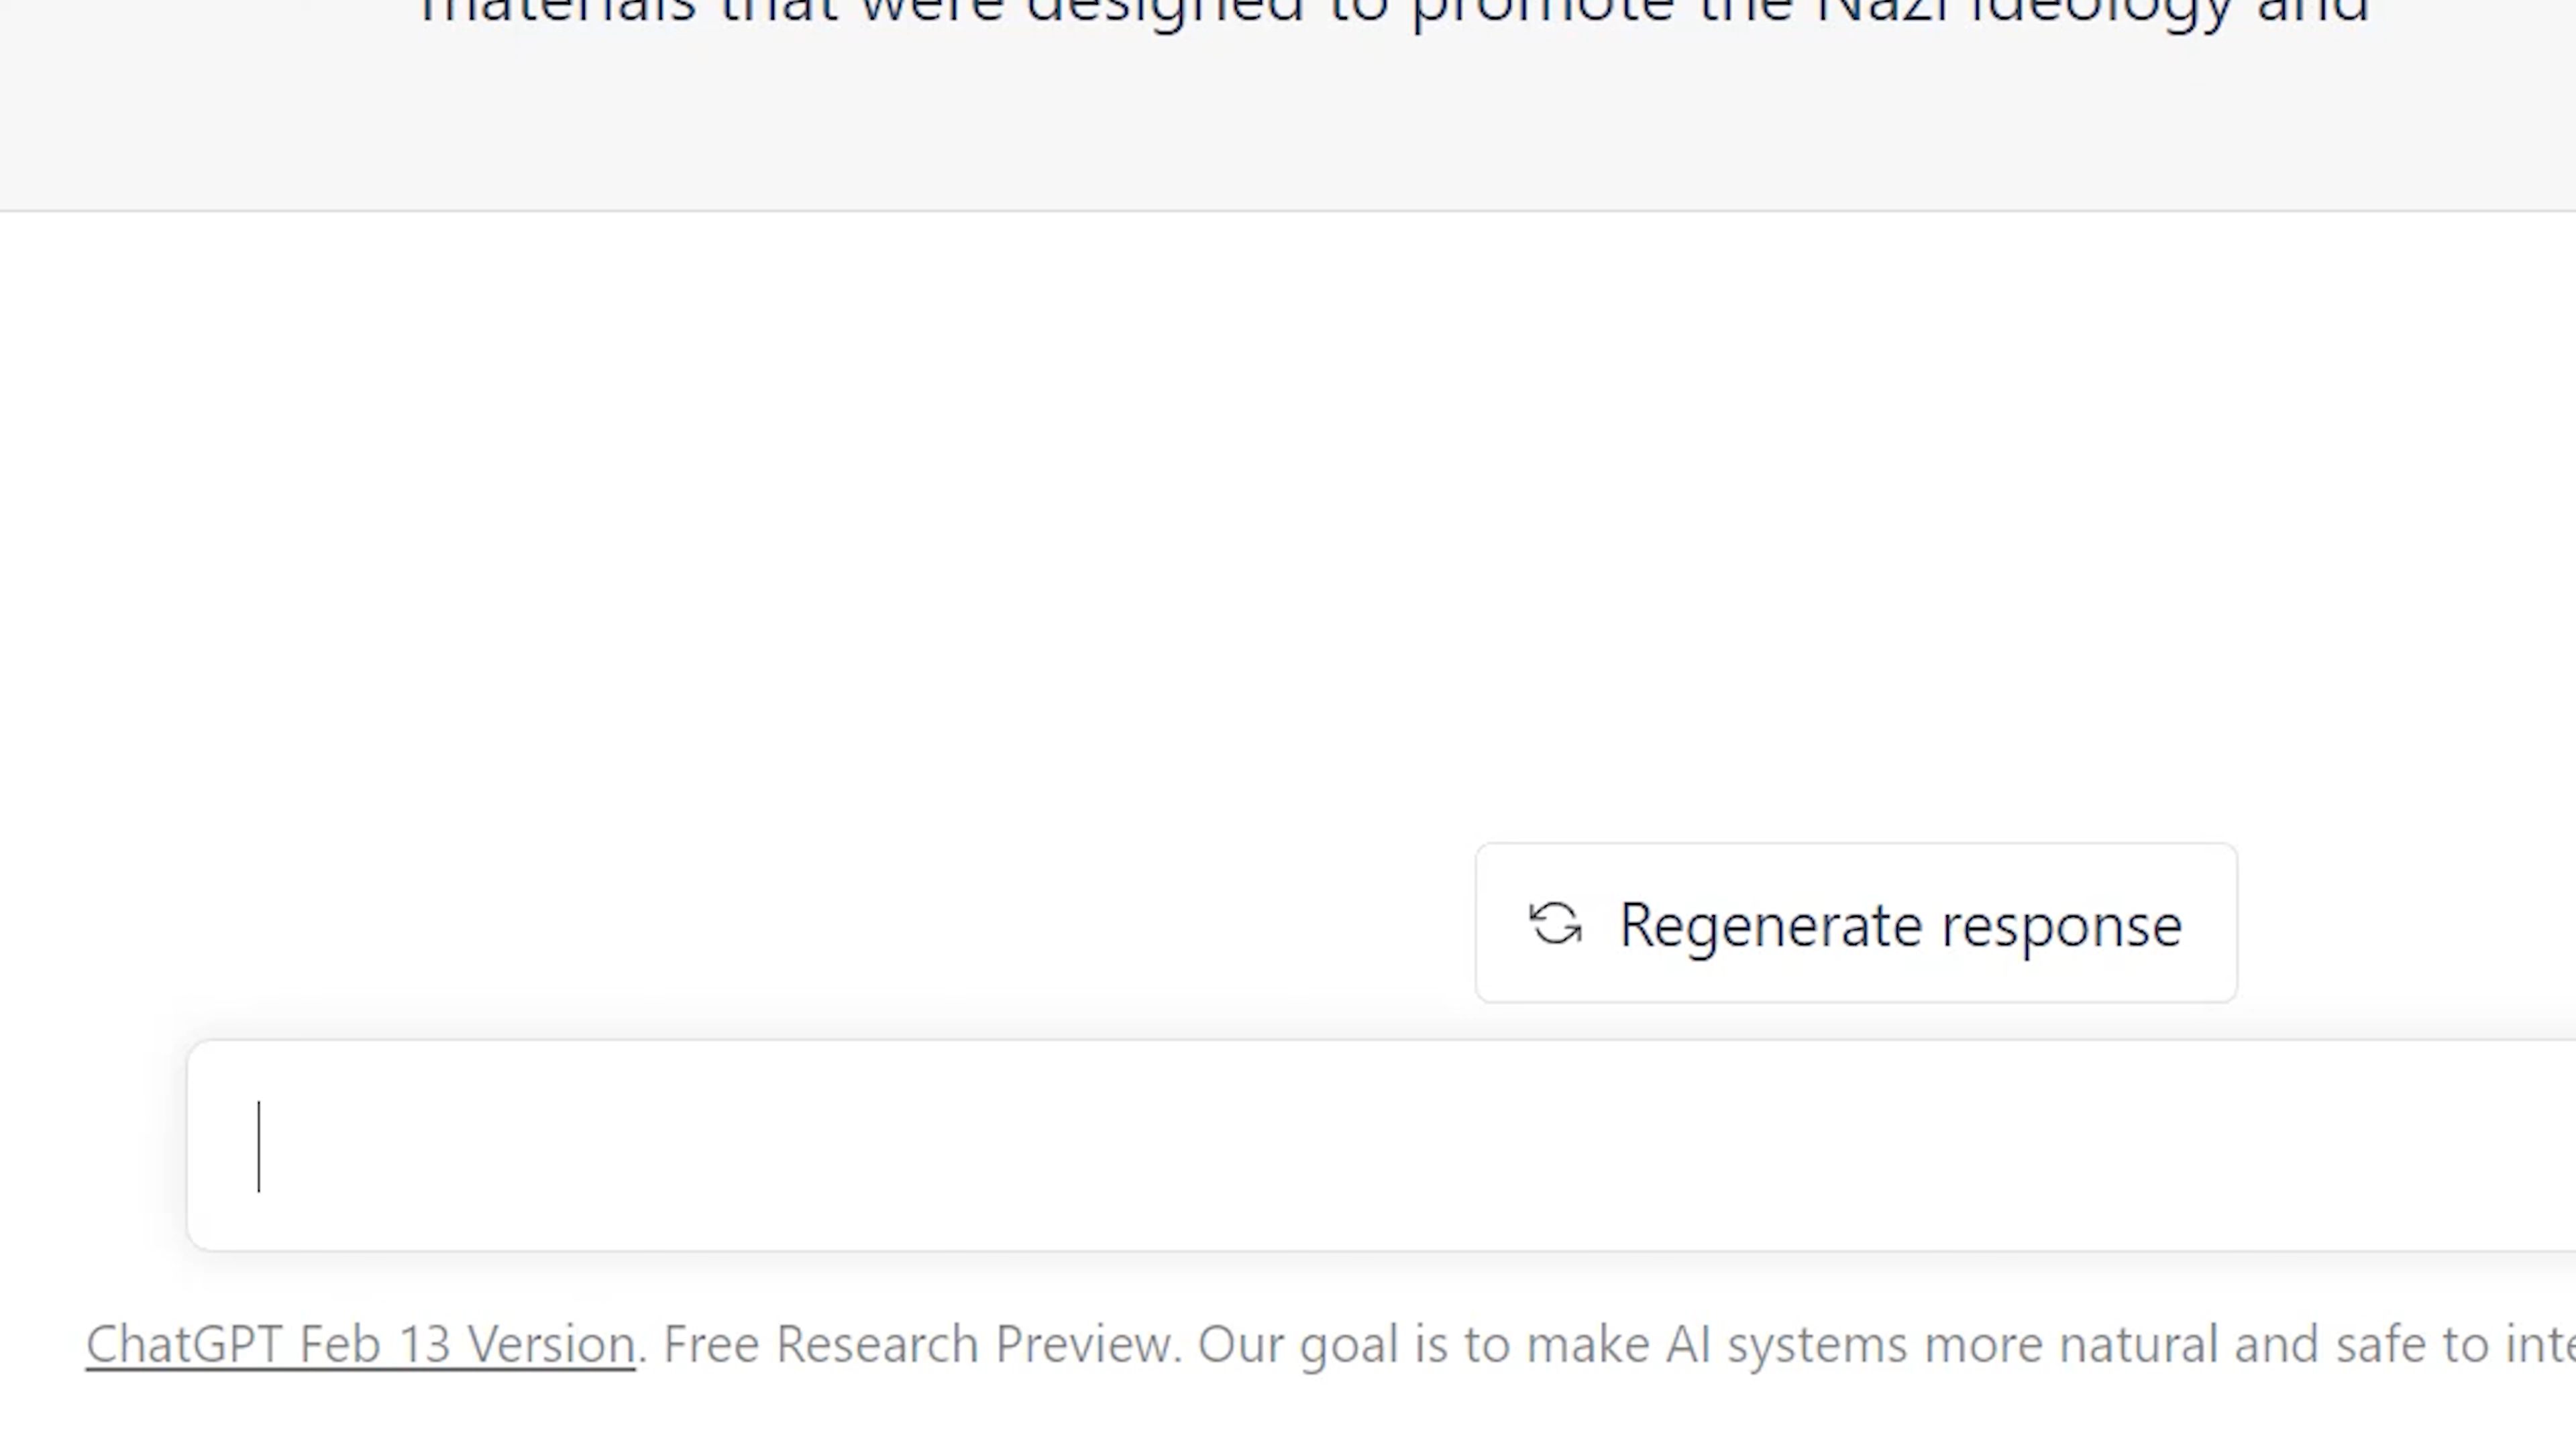 materials that were designed to promote the Nazi ideology and
Regenerate response
ChatGPT Feb 13 Version. Free Research Preview. Our goal is to make AI systems more natural and safe to inte